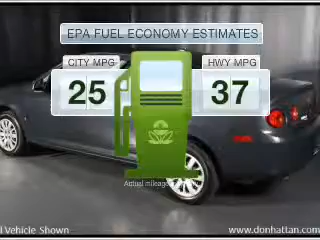 EPA FUEL ECONOMY ESTIMATES
CITY MPG
HWY MPG
25
37
Actual mileage
Vehicle Shown
www.donhattan.com